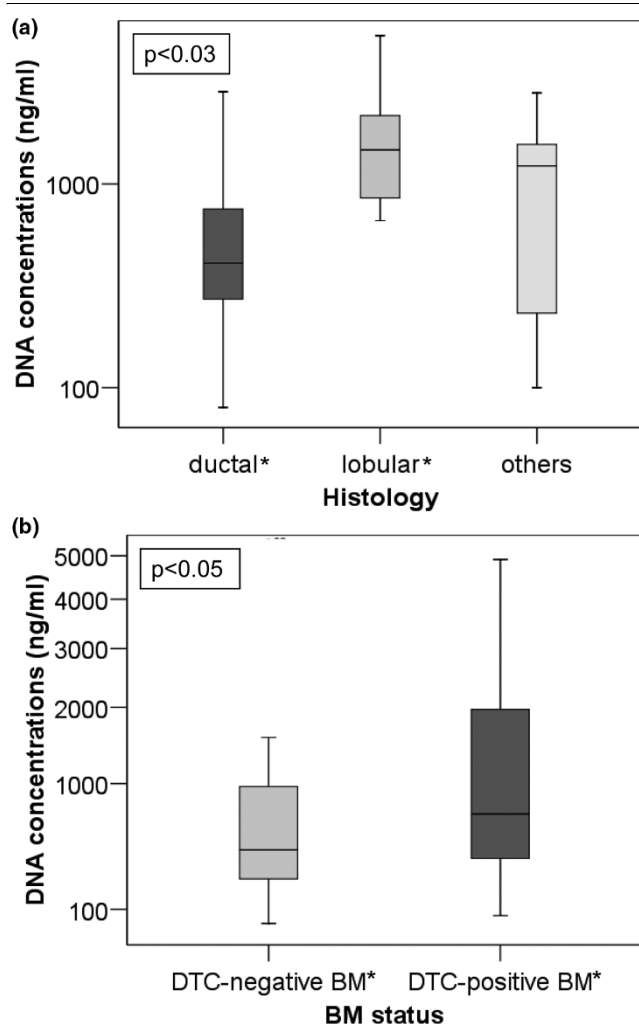 (a)
p<0.03
DNA concentrations (ng/ml)
1000
100
ductal* lobular* others
Histology
(b)
p<0.05
DNA concentrations (ng/ml)
5000
4000
3000
2000
1000
100
DTC-negative BM* DTC-positive BM*
BM status